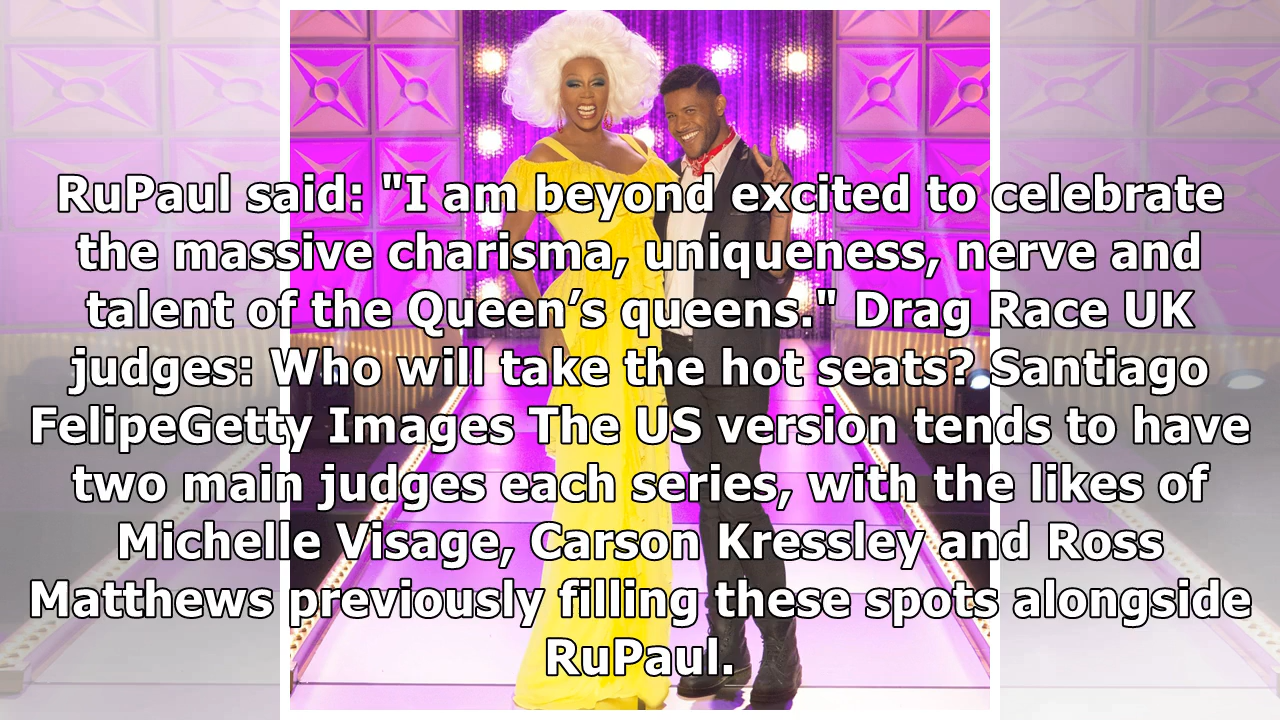 RuPaul said: "I am beyond excited to celebrate
the massive charisma, uniqueness, nerve and
talent of the Queen’s queens." Drag Race UK
judges: Who will take the hot seats? Santiago
FelipeGetty Images The US version tends to have
two main judges each series, with the likes of
Michelle Visage, Carson Kressley and Ross
Matthews previously filling these spots alongside
RuPaul.